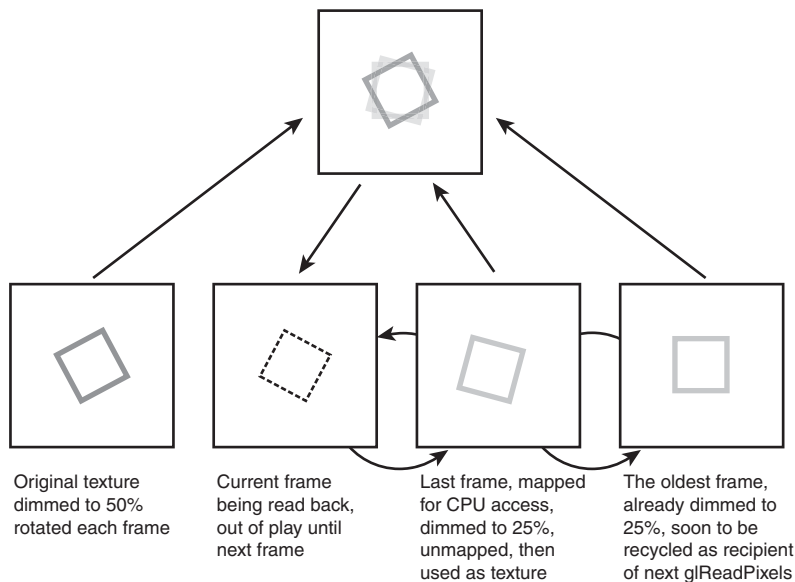 Original texture
dimmed to 50%
rotated each frame
Current frame
being read back,
out of play until
next frame
Last frame, mapped
for CPU access,
dimmed to 25%,
unmapped, then
used as texture
The oldest frame,
already dimmed to
25%, soon to be
recycled as recipient
of next glReadPixels